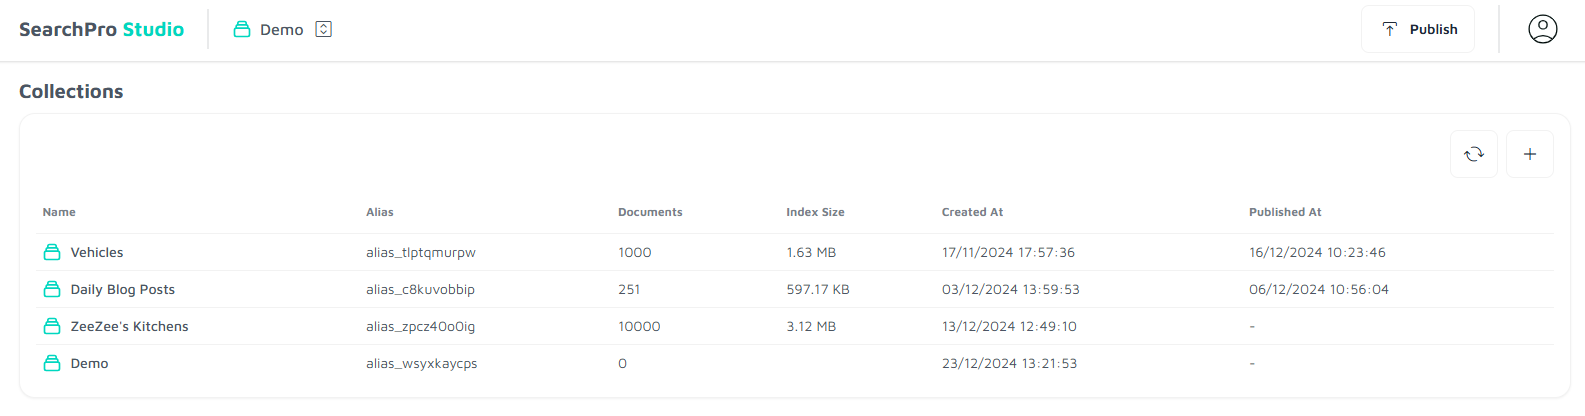 SearchPro Studio Demo Publish
Collections
Name Alias Documents Index Size Created At Published At
Vehicles alias_tlptqmurpw 1000 1.63 MB 17/11/2024 17:57:36 16/12/2024 10:23:46
Daily Blog Posts alias_c8kuvobbip 251 597.17 KB 03/12/2024 13:59:53 06/12/2024 10:56:04
ZeeZee's Kitchens alias_zpcz40o0ig 10000 3.12 MB 13/12/2024 12:49:10 -
Demo alias_wsyxkaycps 0 23/12/2024 13:21:53 -